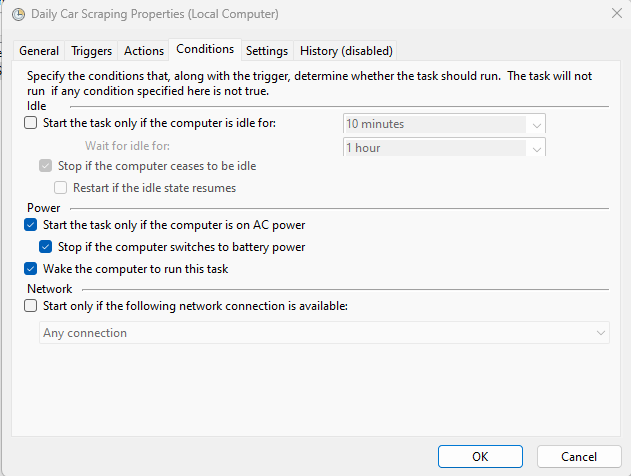 Daily Car Scraping Properties (Local Computer)
General Triggers Actions Conditions Settings History (disabled)
Specify the conditions that, along with the trigger, determine whether the task should run. The task will not
run if any condition specified here is not true.
Idle
Start the task only if the computer is idle for: 10 minutes
Wait for idle for: 1 hour
Stop if the computer ceases to be idle
Restart if the idle state resumes
Power
Start the task only if the computer is on AC power
Stop if the computer switches to battery power
Wake the computer to run this task
Network
Start only if the following network connection is available:
Any connection
OK Cancel